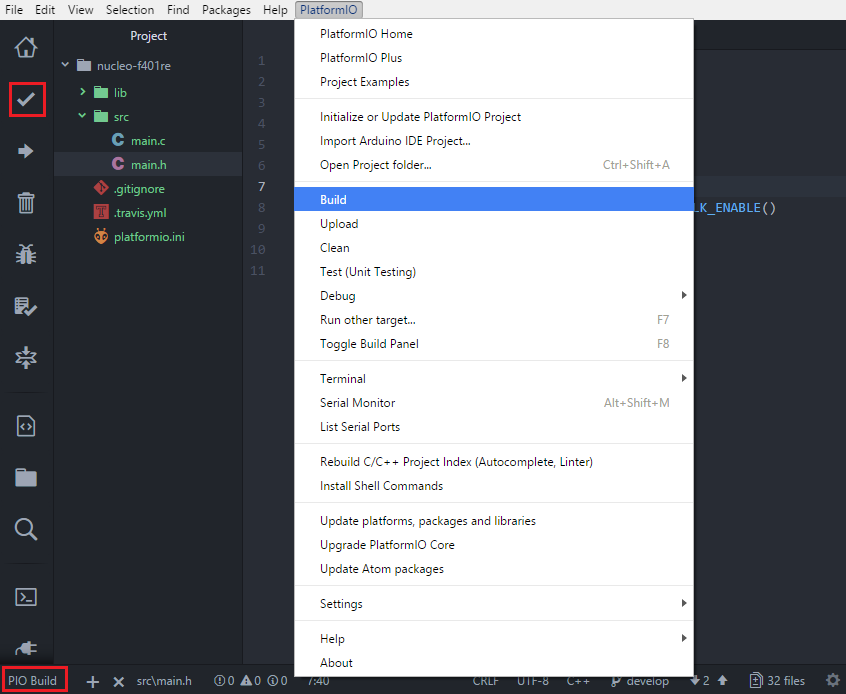 File Edit View Selection Find Packages Help PlatformIO
Project
nucleo-f401re
lib
src
main.c
main.h
.gitignore
.travis.yml
platformio.ini
1
2
3
4
5
6
7
8
9
10
11
LK_ENABLE()
PlatformIO Home
PlatformIO Plus
Project Examples
Initialize or Update PlatformIO Project
Import Arduino IDE Project...
Open Project folder... Ctrl+Shift+A
Build
Upload
Clean
Test (Unit Testing)
Debug
Run other target... F7
Toggle Build Panel F8
Terminal
Serial Monitor Alt+Shift+M
List Serial Ports
Rebuild C/C++ Project Index (Autocomplete, Linter)
Install Shell Commands
Update platforms, packages and libraries
Upgrade PlatformIO Core
Update Atom packages
Settings
Help
About
PIO Build src\main.h 0 0 0 7:40 CRLF UTF-8 C++ develop 2 32 files